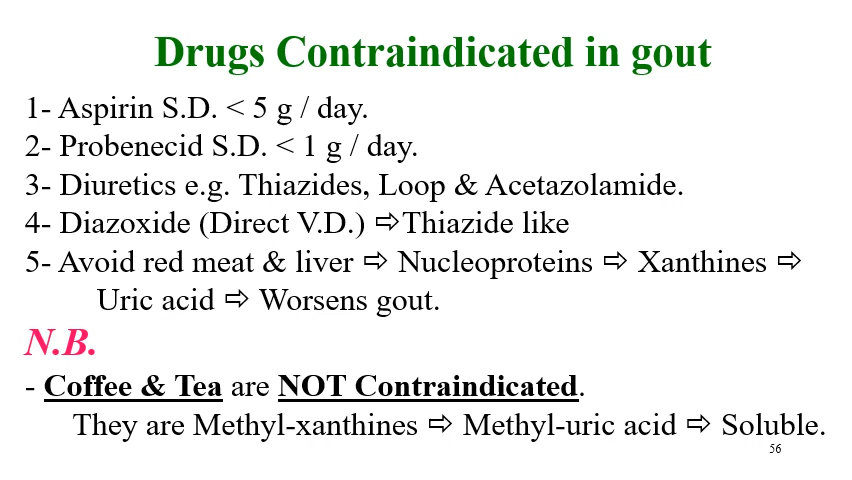 Drugs Contraindicated in gout
1- Aspirin S.D. < 5 g / day.
2- Probenecid S.D. < 1 g / day.
3- Diuretics e.g. Thiazides, Loop & Acetazolamide.
4- Diazoxide (Direct V.D.) ⇨Thiazide like
5- Avoid red meat & liver ⇨ Nucleoproteins ⇨ Xanthines ⇨
Uric acid ⇨ Worsens gout.
N.B.
- Coffee & Tea are NOT Contraindicated.
They are Methyl-xanthines ⇨ Methyl-uric acid ⇨ Soluble.
56